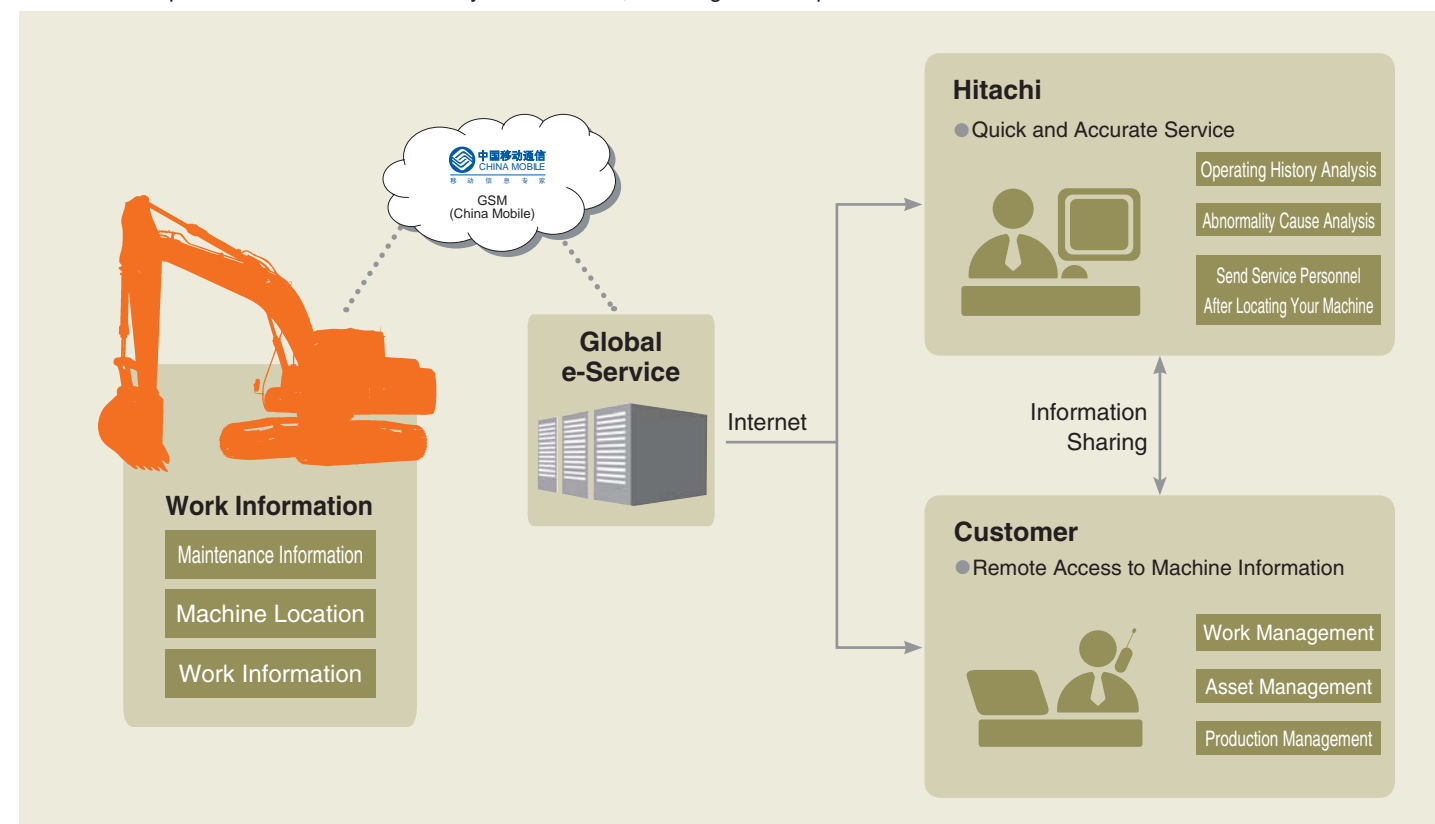 中国移动通信
CHINA MOBILE
移动信息专家
GSM
(China Mobile)
Work Information
Maintenance Information
Machine Location
Work Information
Global
e-Service
Internet
Hitachi
Quick and Accurate Service
Operating History Analysis
Abnormality Cause Analysis
Send Service Personnel
After Locating Your Machine
Information
Sharing
Customer
Remote Access to Machine Information
Work Management
Asset Management
Production Management